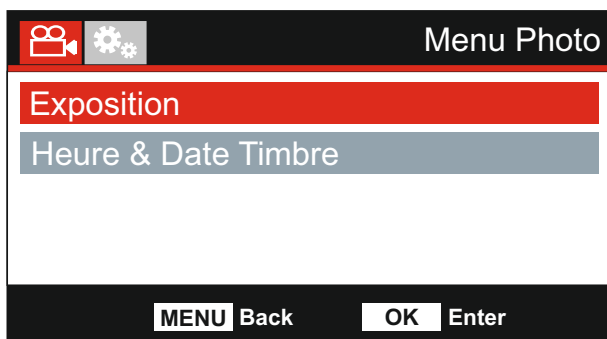 Menu Photo
Exposition
Heure & Date Timbre
MENU Back OK Enter